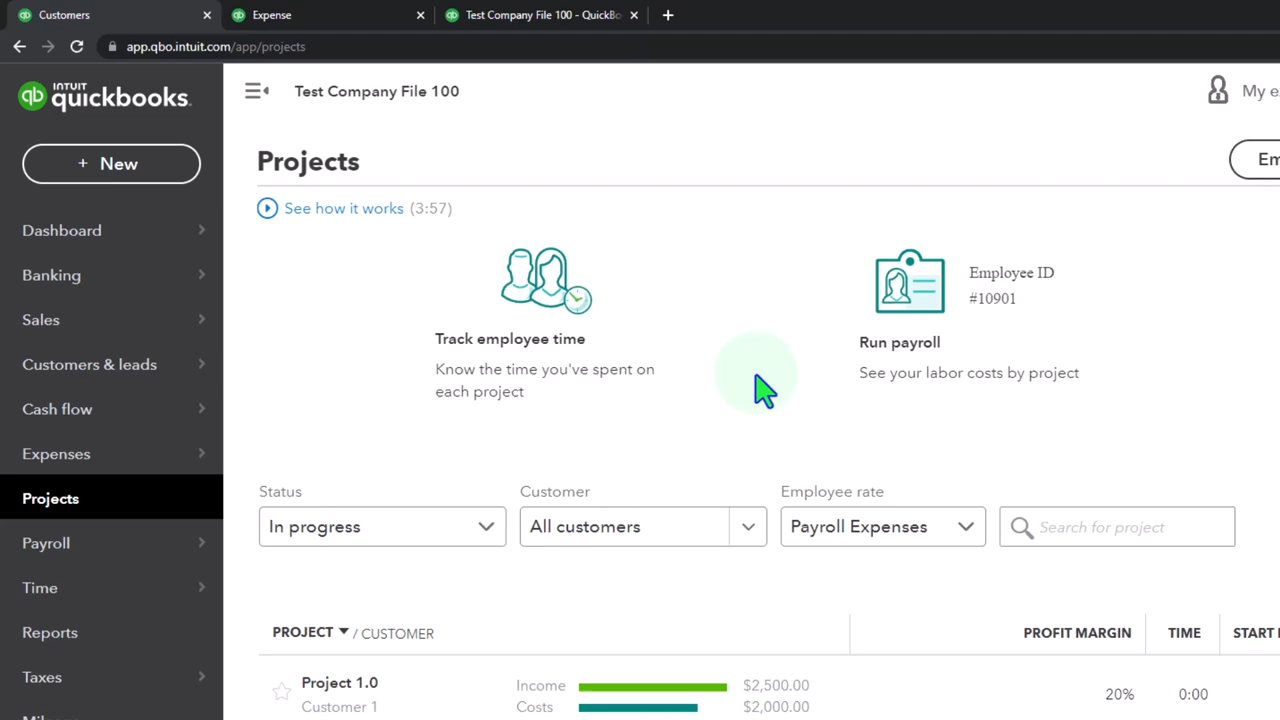 Customers
Expense
Test Company File 100 - QuickBo
app.qbo.intuit.com/app/projects
INTUIT
quickbooks.
qb
Test Company File 100
My e
+ New
Projects
Em
See how it works (3:57)
Dashboard
Banking
Sales
Customers & leads
Cash flow
Expenses
Projects
Payroll
Time
Reports
Taxes
Employee ID
#10901
Track employee time
Know the time you've spent on
each project
Run payroll
See your labor costs by project
Status
Customer
Employee rate
In progress
All customers
Payroll Expenses
Search for project
PROJECT / CUSTOMER
PROFIT MARGIN
TIME
START
Project 1.0
Customer 1
Income $2,500.00
Costs $2,000.00
20%
0:00